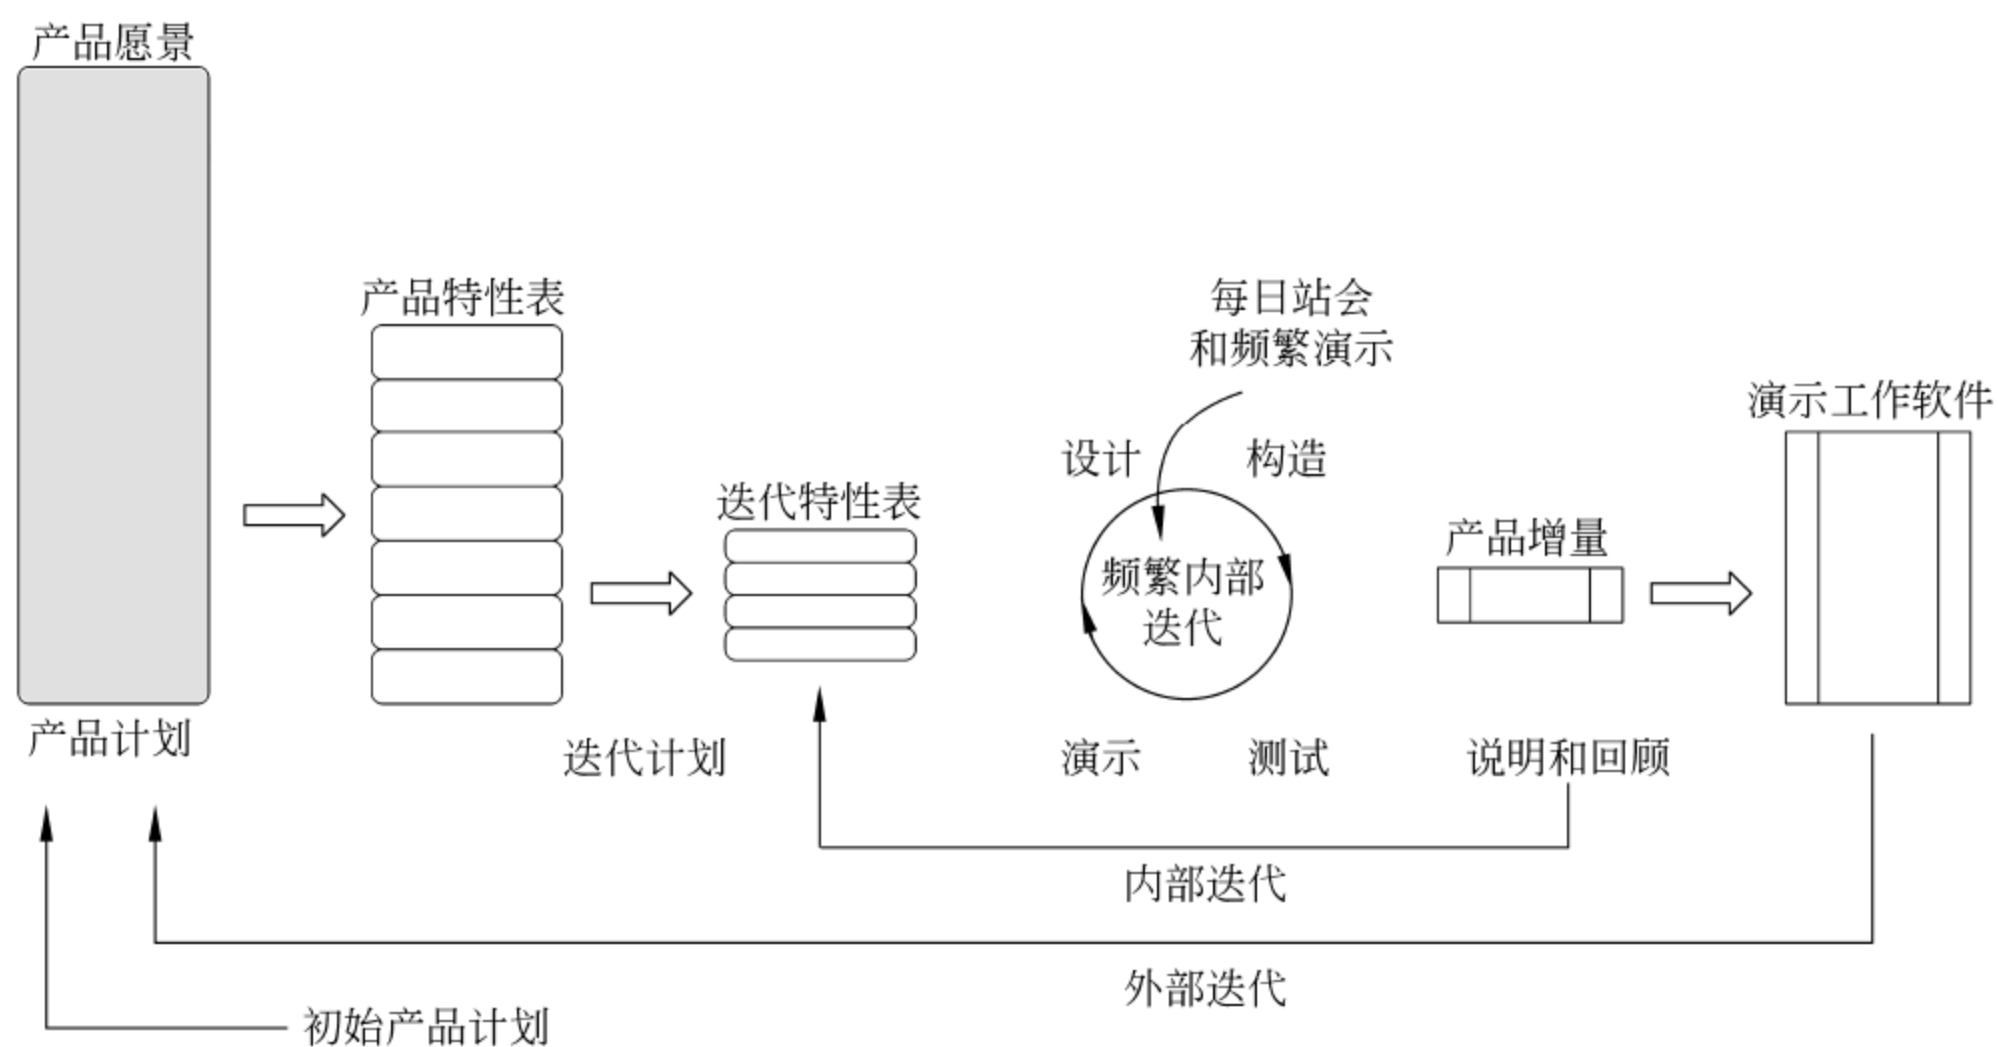 产品愿景
产品计划
产品特性表
迭代计划
迭代特性表
每日站会
和频繁演示
设计
构造
频繁内部
迭代
演示
测试
产品增量
说明和回顾
演示工作软件
内部迭代
外部迭代
初始产品计划